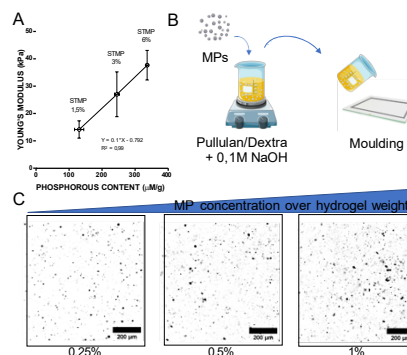 A
YOUNG'S MODULUS (kPa)
50
40
30
20
10
0
STMP
1,5%
STMP
3%
STMP
6%
Y = 0.1*X - 0.792
R² = 0,99
0
100
200
300
400
PHOSPHOROUS CONTENT (µM/g)
B
MPs
Pullulan/Dextra
+ 0,1M NaOH
Moulding
C
MP concentration over hydrogel weight
200 µm
200 µm
200 µm
0.25%
0.5%
1%